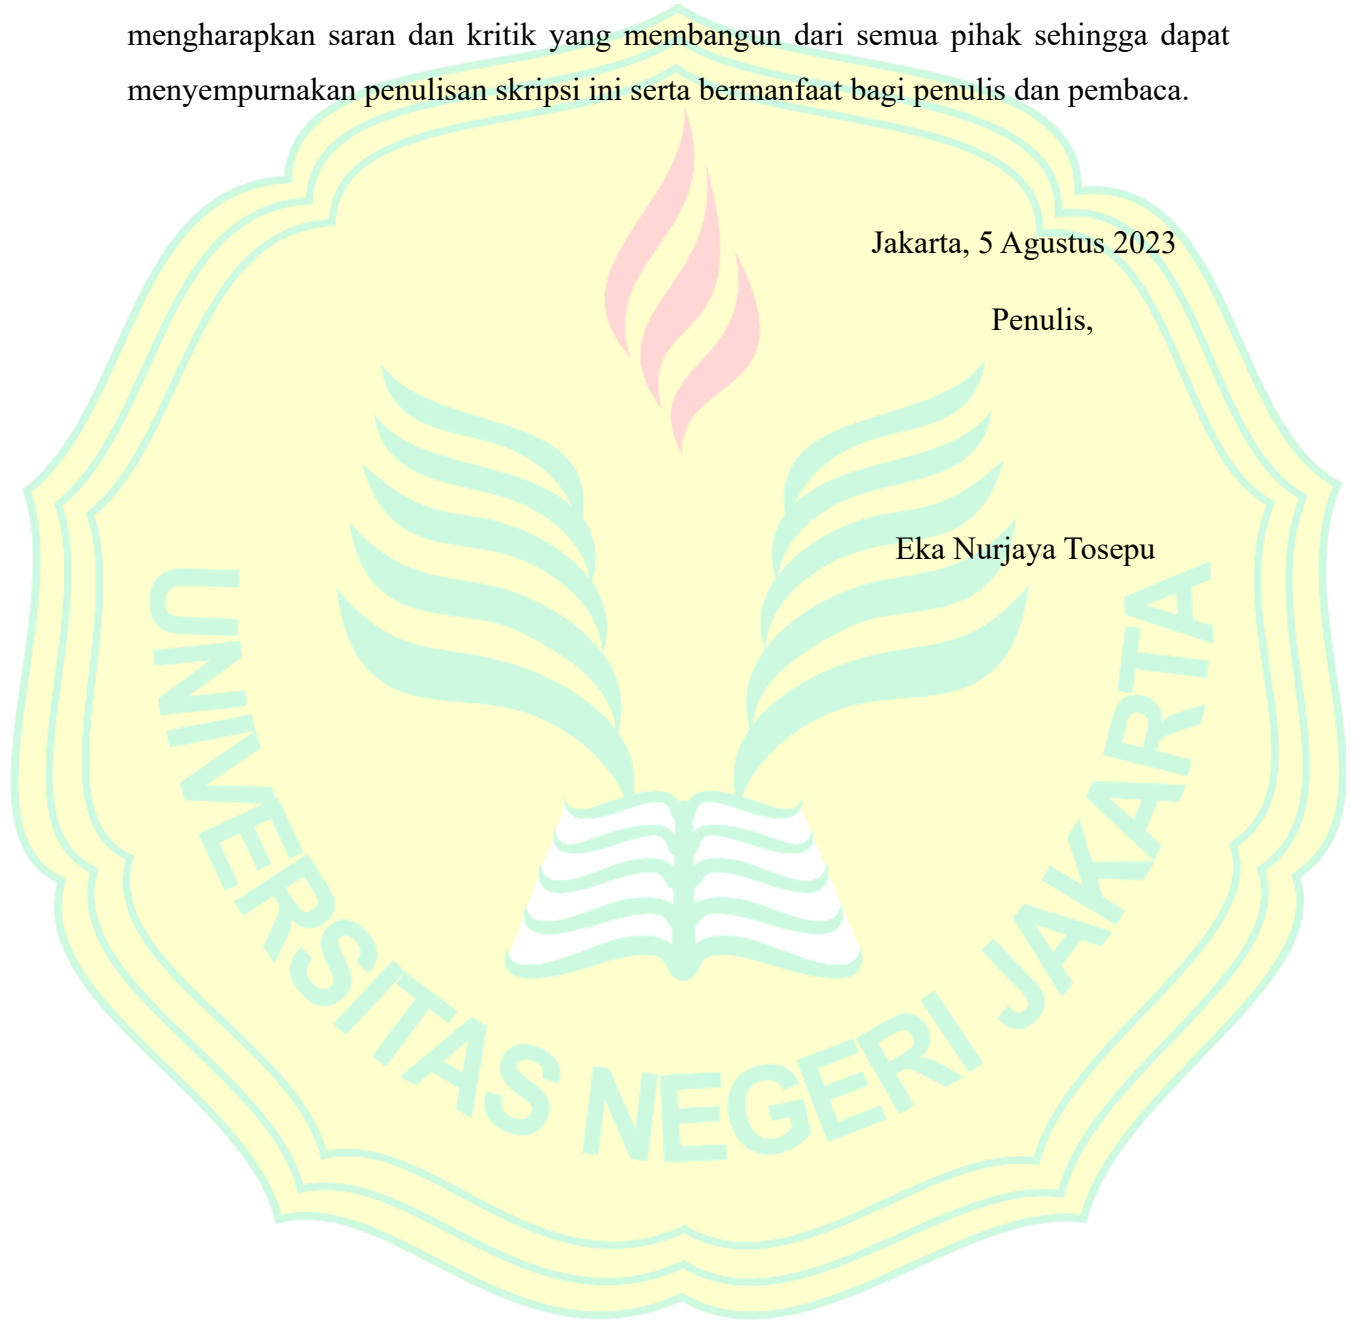 mengharapkan saran dan kritik yang membangun dari semua pihak sehingga dapat
menyempurnakan penulisan skripsi ini serta bermanfaat bagi penulis dan pembaca.
Jakarta, 5 Agustus 2023
Penulis,
Eka Nurjaya Tosepu
UNIVERSITAS NEGERI JAKARTA